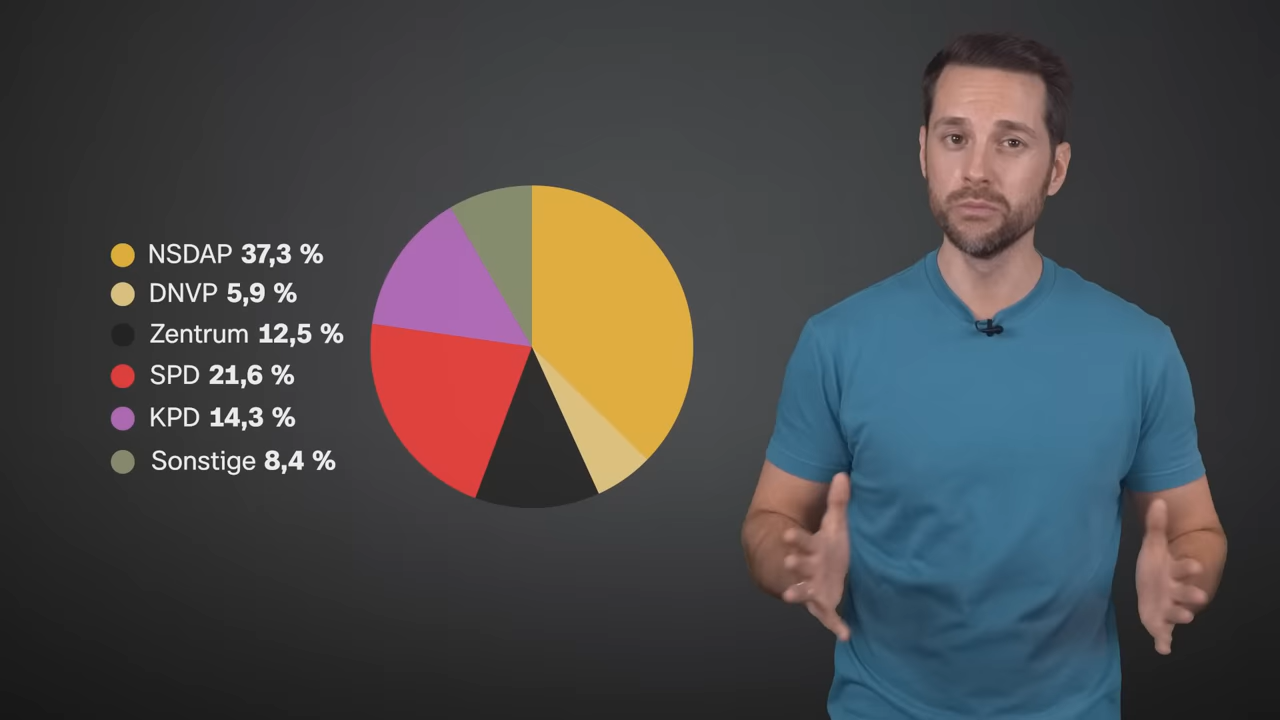 NSDAP 37,3 %
DNVP 5,9 %
Zentrum 12,5 %
SPD 21,6 %
KPD 14,3 %
Sonstige 8,4 %